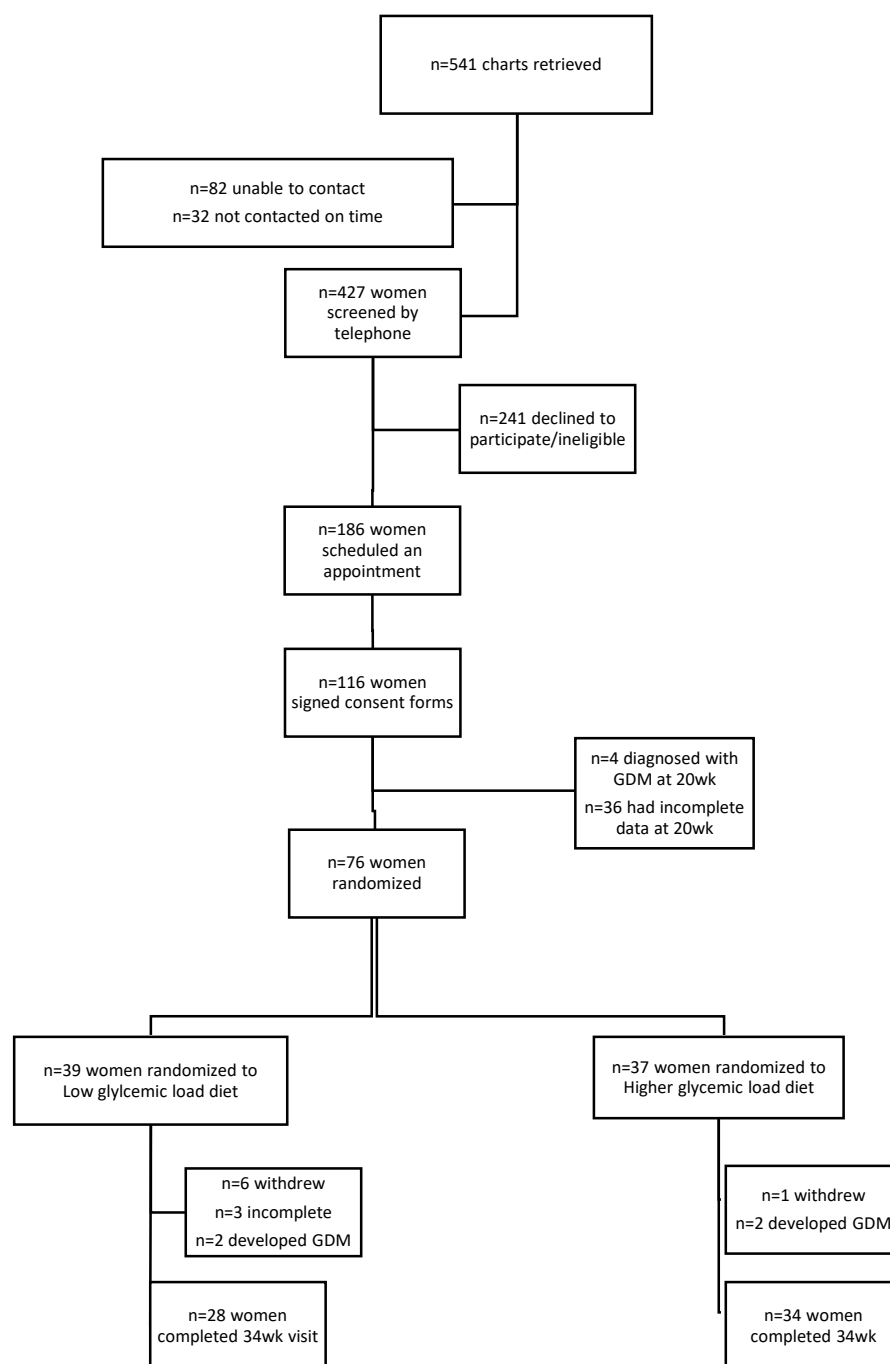 n=541 charts retrieved
n=82 unable to contact
n=32 not contacted on time
n=427 women
screened by
telephone
n=241 declined to
participate/ineligible
n=186 women
scheduled an
appointment
n=116 women
signed consent forms
n=4 diagnosed with
GDM at 20wk
n=36 had incomplete
data at 20wk
n=76 women
randomized
39 women randomized to
Low glylcemic load diet
37 women randomized to
Higher glycemic load diet
n=6 withdrew
n=3 incomplete
n=2 developed GDM
n=1 withdrew
n=2 developed GDM
n=28 women
completed 34wk visit
n=34 women
completed 34wk